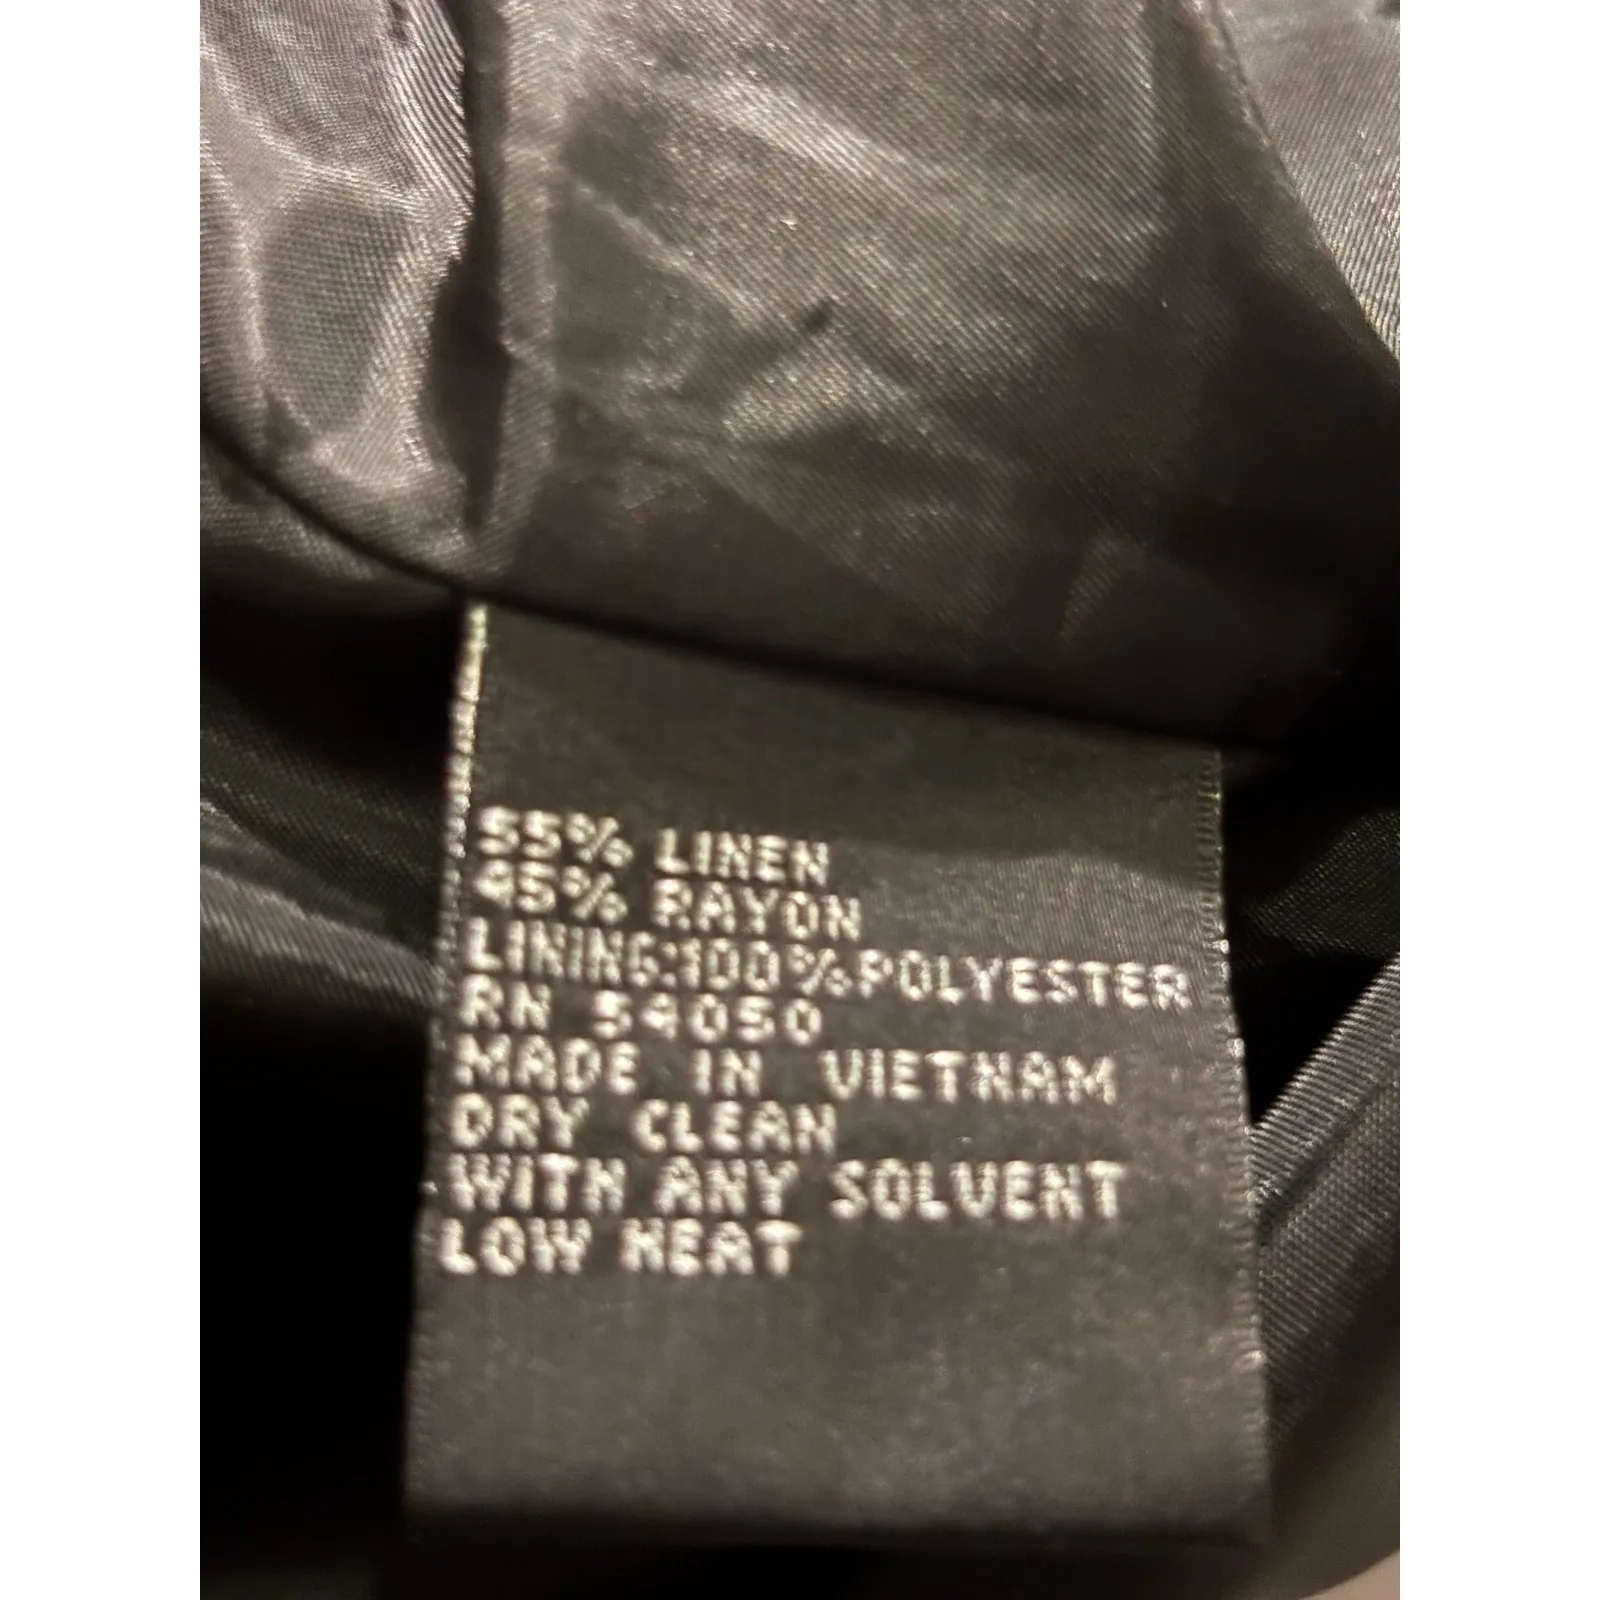 55% LINEN
45% RAYON
LINING:100%POLYESTER
RN 54050
MADE IN VIETNAM
DRY CLEAN
WITH ANY SOLVENT
LOW HEAT